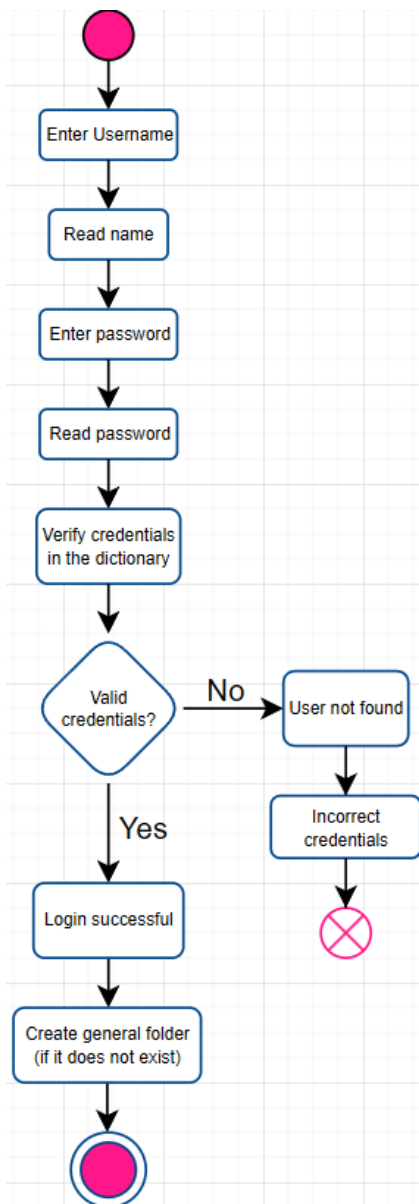 Enter Username
Read name
Enter password
Read password
Verify credentials
in the dictionary
Valid
credentials?
No
User not found
Incorrect
credentials
Yes
Login successful
Create general folder
(if it does not exist)